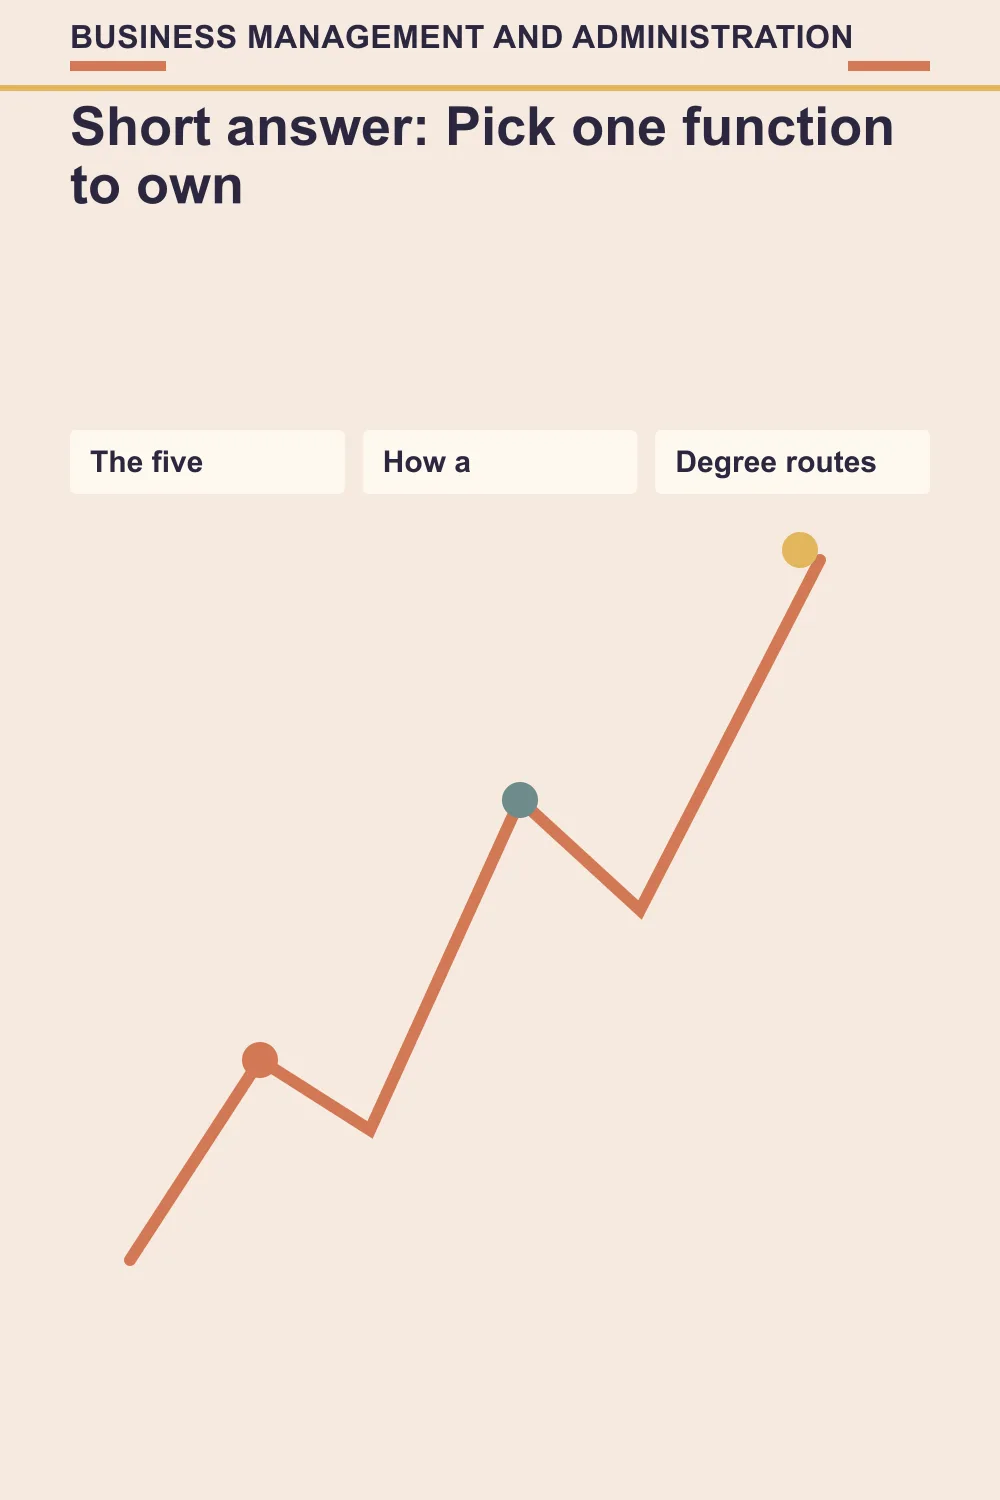 BUSINESS MANAGEMENT AND ADMINISTRATION
Short answer: Pick one function
to own
The five
How a
Degree routes